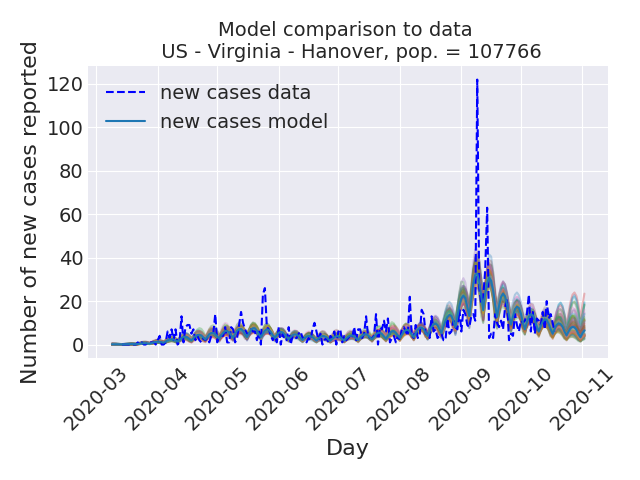 Model comparison to data
US - Virginia - Hanover, pop. = 107766
Number of new cases reported
120
100
80
60
40
20
0
new cases data
new cases model
2020-03
2020-04
2020-05
2020-06
2020-07
2020-08
2020-09
2020-10
2020-11
Day